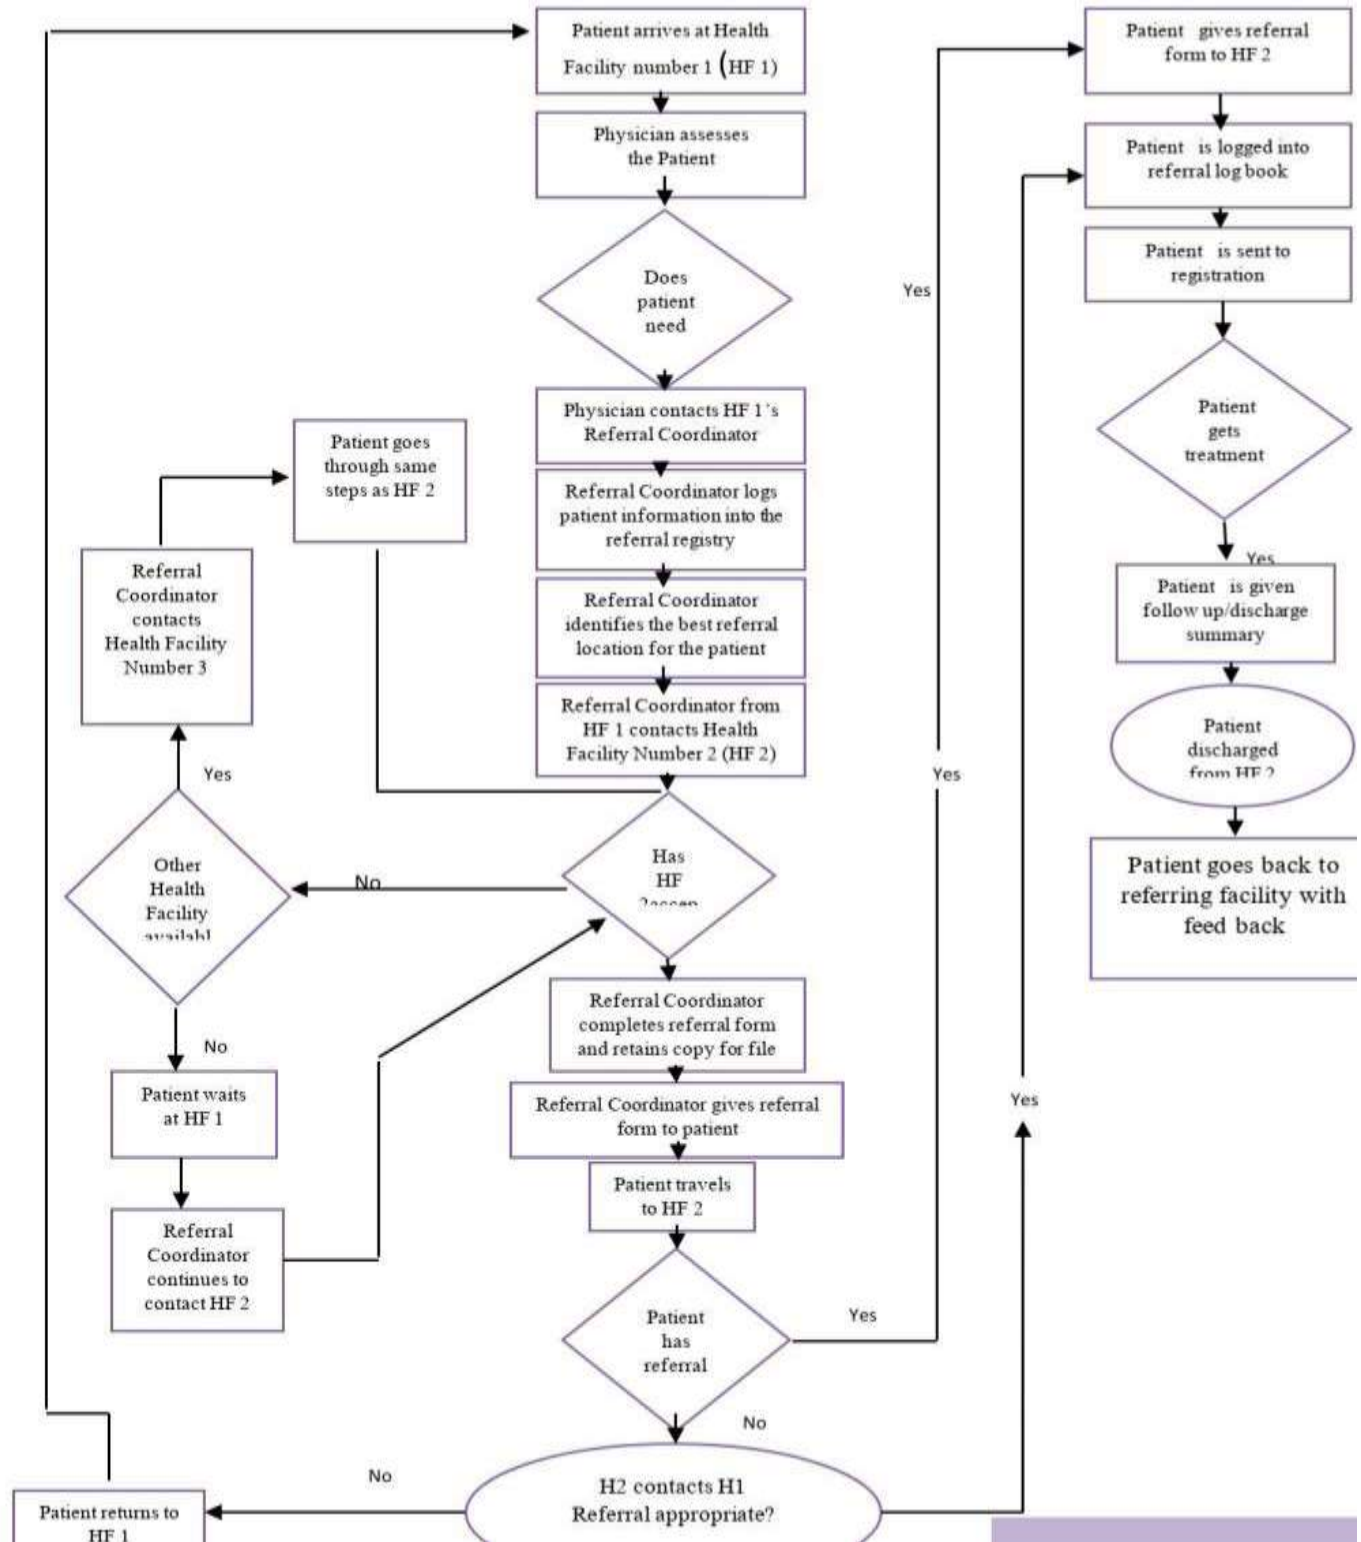 Patient arrives at Health
Facility number 1 (HF 1)
Physician assesses
the Patient
Does
patient
need
Physician contacts HF 1`s
Referral Coordinator
Referral Coordinator logs
patient information into the
referral registry
Referral Coordinator
identifies the best referral
location for the patient
Referral Coordinator from
HF 1 contacts Health
Facility Number 2 (HF 2)
Has
HF
Referral Coordinator
completes referral form
and retains copy for file
Referral Coordinator gives referral
form to patient
Patient travels
to HF 2
Patient
has
referral
Yes
No
H2 contacts H1
Referral appropriate?
No
Patient returns to
HF 1
No
Other
Health
Facility
Yes
Referral
Coordinator
contacts
Health Facility
Number 3
Patient goes
through same
steps as HF 2
No
Patient waits
at HF 1
Referral
Coordinator
continues to
contact HF 2
Yes
Yes
Yes
Patient gives referral
form to HF 2
Patient is logged into
referral log book
Patient is sent to
registration
Patient
gets
treatment
Yes
Patient is given
follow up/discharge
summary
Patient
discharged
from HF 2
Patient goes back to
referring facility with
feed back